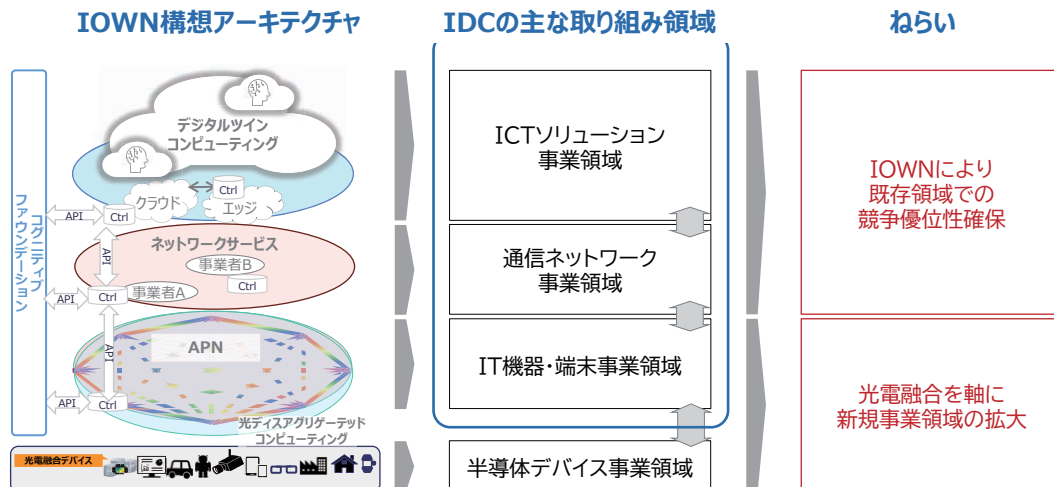 IOWN構想アーキテクチャ
IDCの主な取り組み領域
ねらい
コグニティブ
ファウンデーション
デジタルツイン
コンピューティング
Ctrl
クラウド
エッジ
API
Ctrl
API
ネットワークサービス
事業者B
Ctrl
事業者A
API
Ctrl
API
APN
API
Ctrl
光ディスアグリゲーテッド
コンピューティング
光電融合デバイス
ICTソリューション
事業領域
通信ネットワーク
事業領域
IT機器・端末事業領域
半導体デバイス事業領域
IOWNにより
既存領域での
競争優位性確保
光電融合を軸に
新規事業領域の拡大